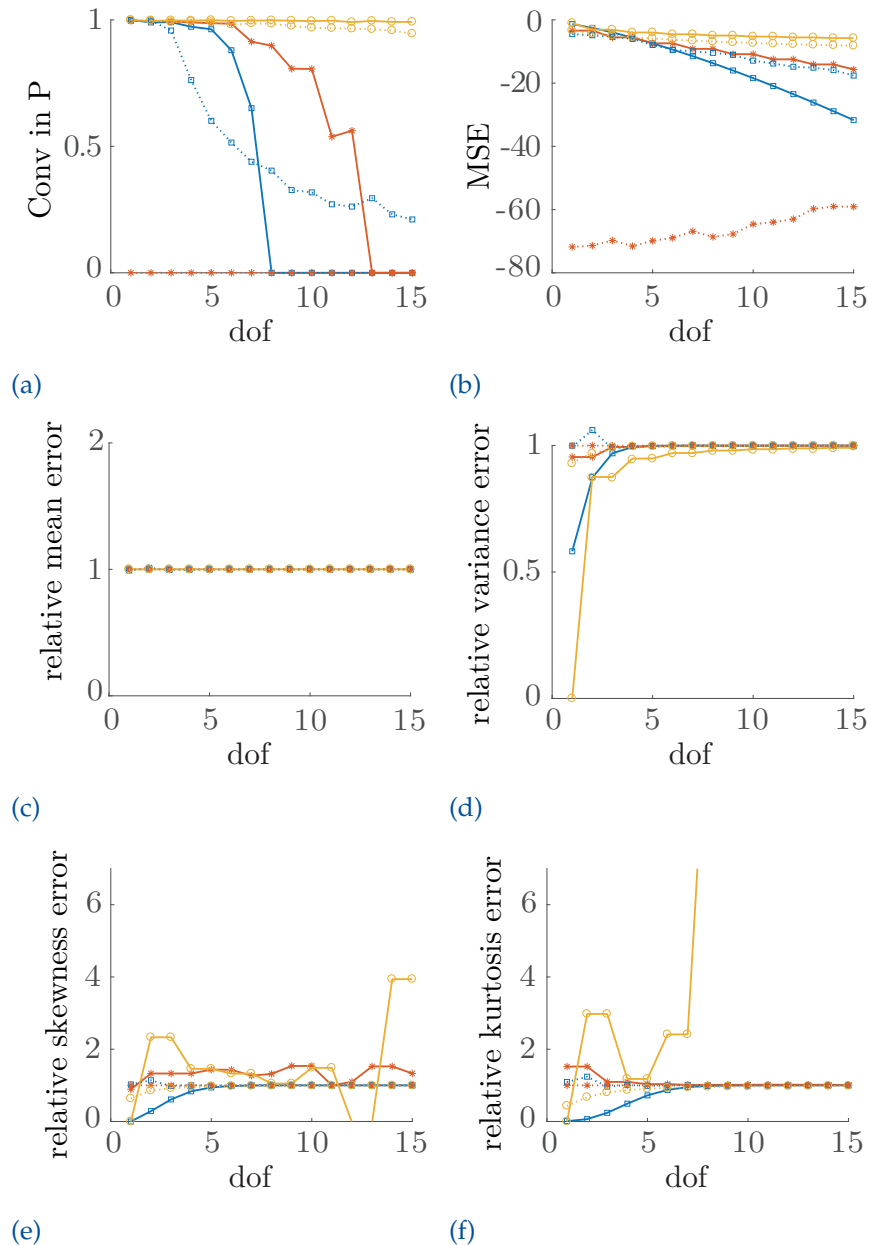 1
0.5
0
Conv in P
0
5
10
15
dof
(a)
0
-20
-40
-60
-80
MSE
0
5
10
15
dof
(b)
2
1
0
relative mean error
0
5
10
15
dof
(c)
1
0.5
0
relative variance error
0
5
10
15
dof
(d)
6
4
2
0
relative skewness error
0
5
10
15
dof
(e)
6
4
2
0
relative kurtosis error
0
5
10
15
dof
(f)